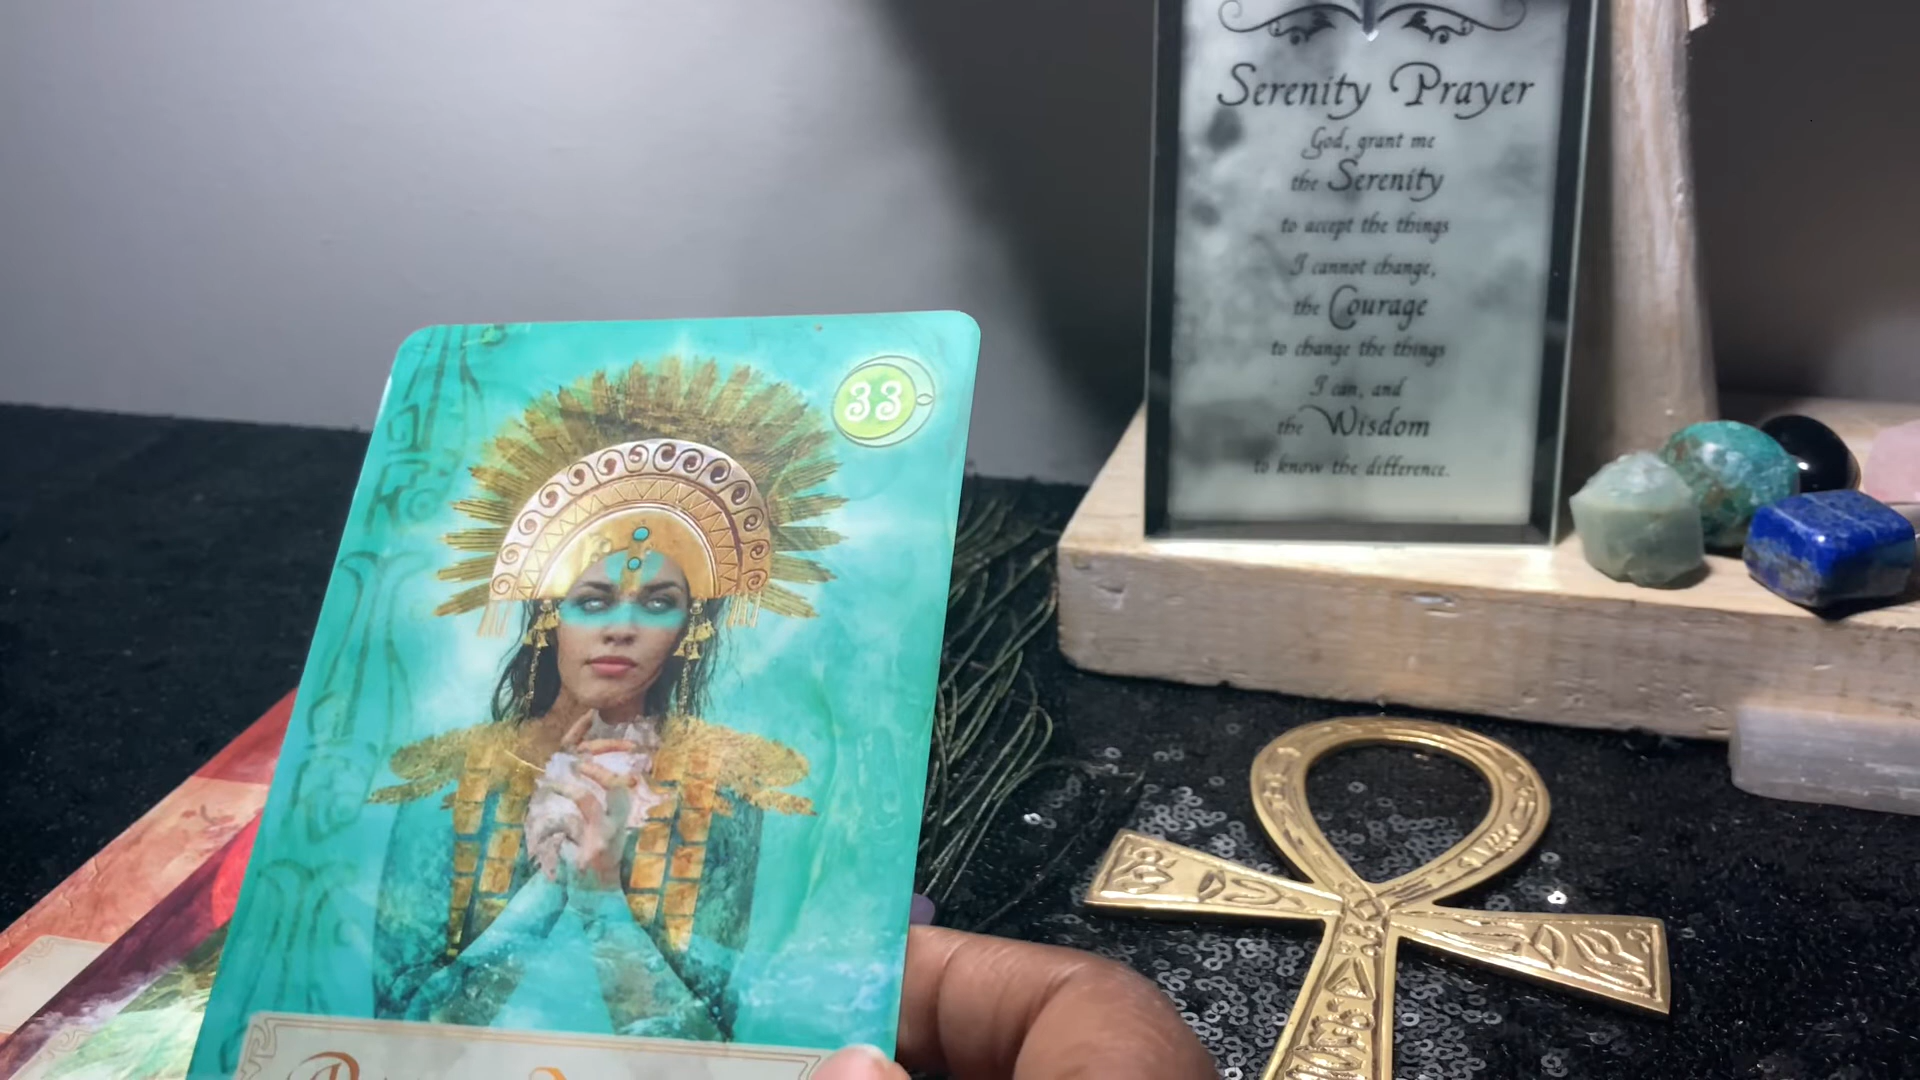 Serenity Prayer
God, grant me
the Serenity
to accept the things
I cannot change,
the Courage
to change the things
I can, and
the Wisdom
to know the difference.
33